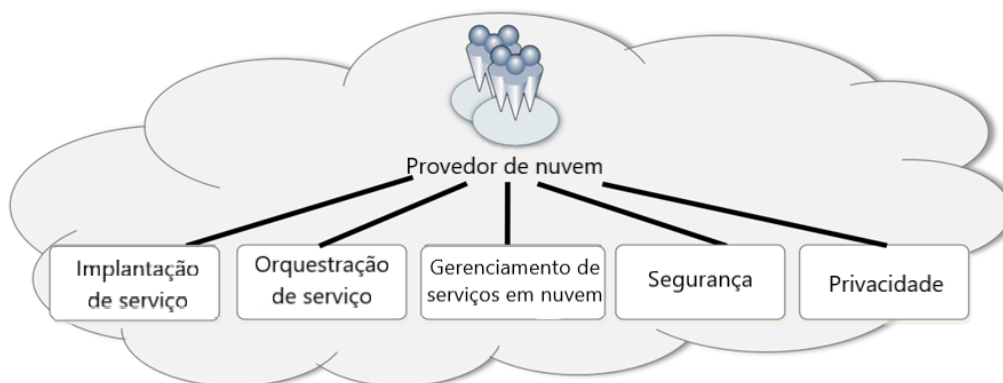 Provedor de nuvem
Implantação
de serviço
Orquestração
de serviço
Gerenciamento de
serviços em nuvem
Segurança
Privacidade